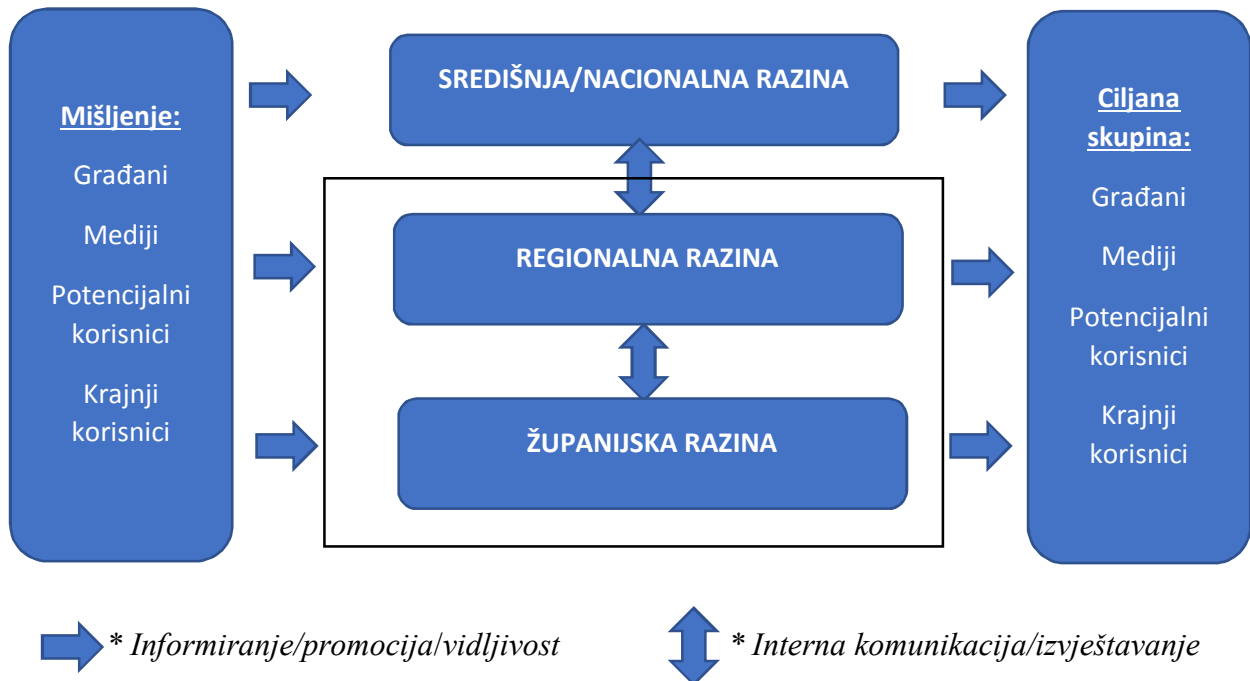 Mišljenje:
Građani
Mediji
Potencijalni
korisnici
Krajnji
korisnici
SREDIŠNJA/NACIONALNA RAZINA
REGIONALNA RAZINA
ŽUPANIJSKA RAZINA
Ciljana
skupina:
Građani
Mediji
Potencijalni
korisnici
Krajnji
korisnici
* Informiranje/promocija/vidljivost
* Interna komunikacija/izvještavanje